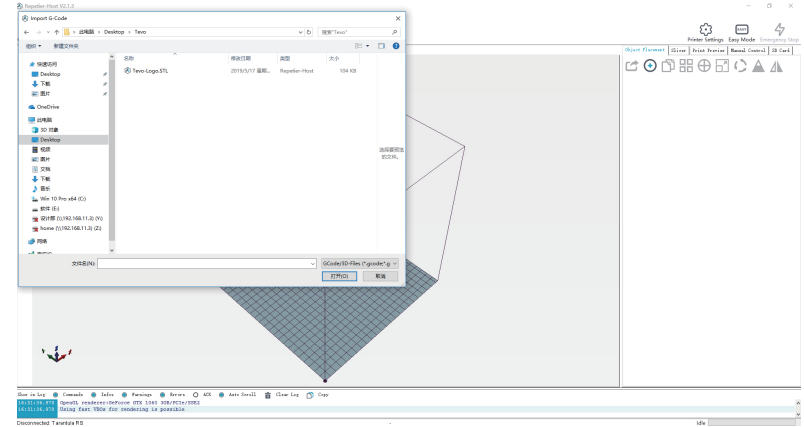 Repetier-Host V2.1.3
Import G-Code
此电脑 > Desktop > Tevo
搜索"Tevo"
组织 新建文件夹
名称 修改日期 类型 大小
Tevo-Logo.STL 2019/5/17 星期... Repetier-Host 104 KB
快速访问
Desktop
下载
图片
OneDrive
此电脑
3D 对象
Desktop
视频
图片
文档
下载
音乐
Win 10 Pro x64 (C:)
软件 (E:)
设计部 (\\192.168.11.3) (Y:)
home (\\192.168.11.3) (Z:)
网络
选择要预览的文件。
文件名(N):
GCode/3D-Files (*.gcode;*.g
打开(O) 取消
Printer Settings Easy Mode Emergency Stop
EASY
Object Placement Slicer Print Preview Manual Control SD Card
Show in Log Commands Infos Warnings Errors ACK Auto Scroll Clear Log Copy
16:31:36.870 OpenGL renderer:GeForce GTX 1060 3GB/PCIe/SSE2
16:31:36.870 Using fast VBOs for rendering is possible
Disconnected: Tarantula RS
-
Idle